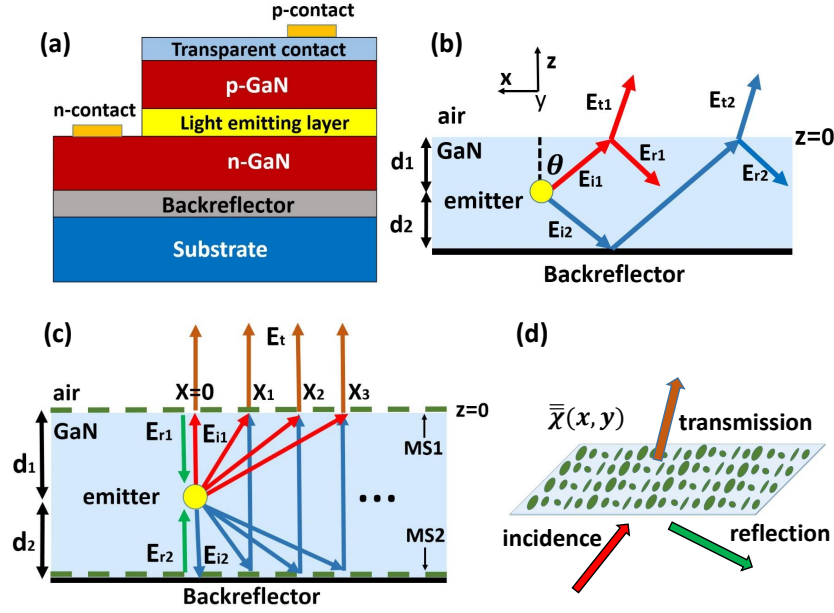 (a)
p-contact
Transparent contact
p-GaN
n-contact
Light emitting layer
n-GaN
Backreflector
Substrate
(b)
z
x
y
Et1
Et2
air
z=0
GaN
d1
θ
Er1
Ei1
Er2
emitter
d2
Ei2
Backreflector
(c)
Et
air
X=0
X1
X2
X3
z=0
GaN
Er1
Ei1
MS1
d1
emitter
...
d2
Er2
Ei2
MS2
Backreflector
(d)
χ̿(x, y)
transmission
incidence
reflection